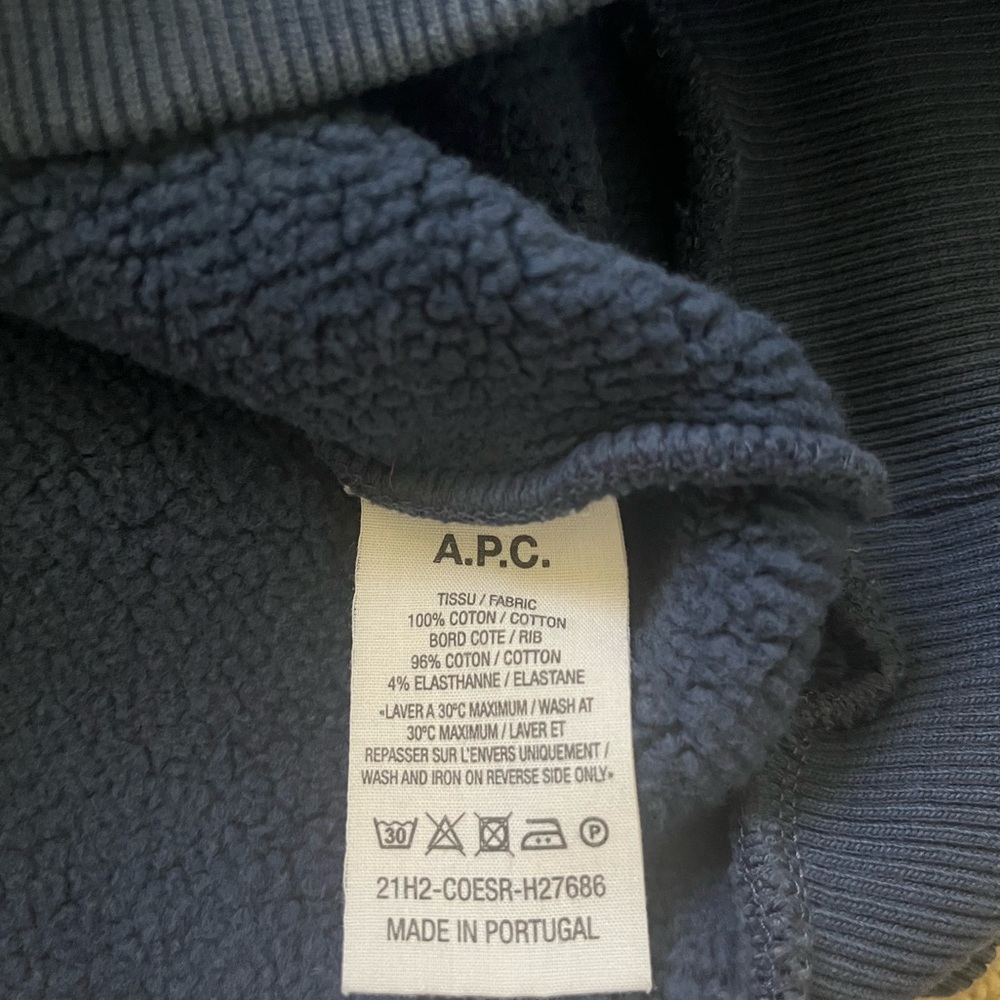 A.P.C.
TISSU / FABRIC
100% COTON / COTTON
BORD COTE / RIB
96% COTON / COTTON
4% ELASTHANNE / ELASTANE
«LAVER A 30°C MAXIMUM / WASH AT
30°C MAXIMUM / LAVER ET
REPASSER SUR L'ENVERS UNIQUEMENT /
WASH AND IRON ON REVERSE SIDE ONLY»
30 P
21H2-COESR-H27686
MADE IN PORTUGAL